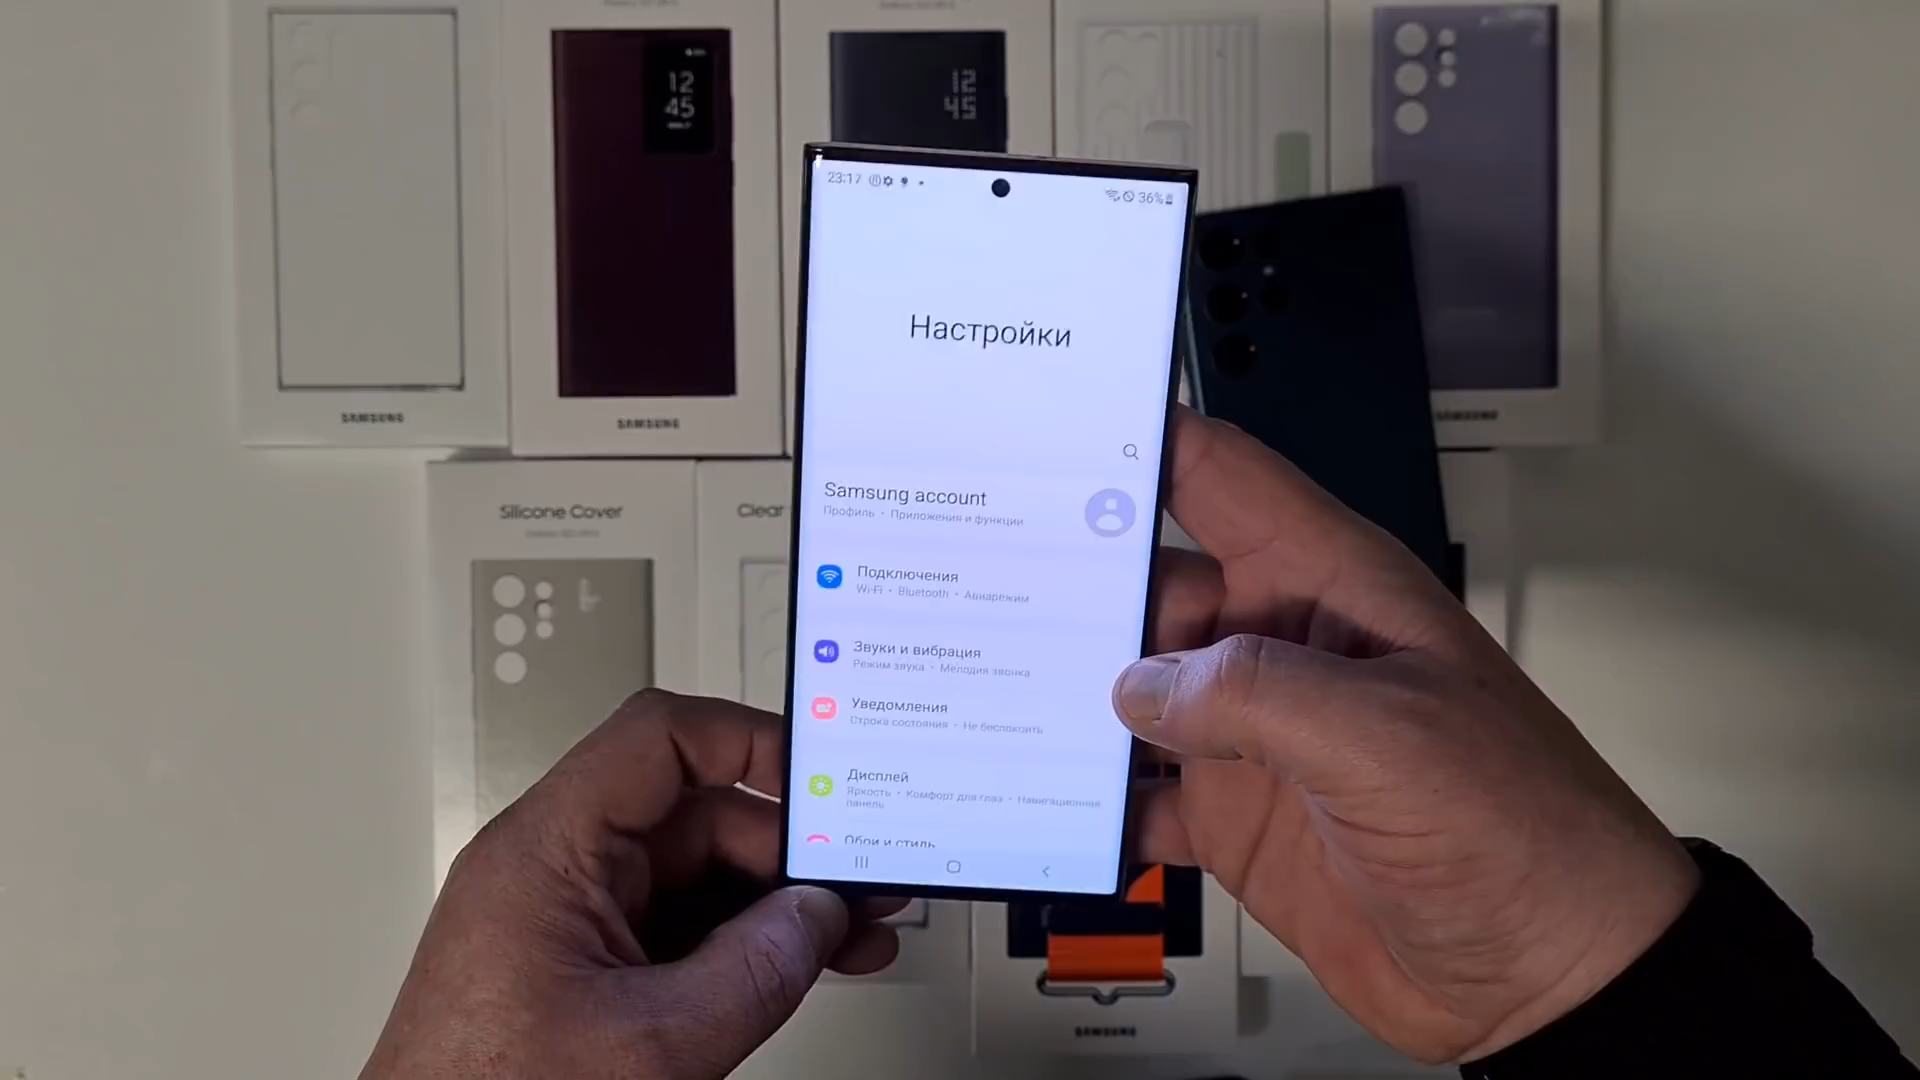 12
45
SAMSUNG
SAMSUNG
SAMSUNG
Silicone Cover
Clear
23:17
36%
Настройки
Samsung account
Профиль • Приложения и функции
Подключения
Wi-Fi • Bluetooth • Авиарежим
Звуки и вибрация
Режим звука • Мелодия звонка
Уведомления
Строка состояния • Не беспокоить
Дисплей
Яркость • Комфорт для глаз • Навигационная
панель
Обои и стиль
SAMSUNG